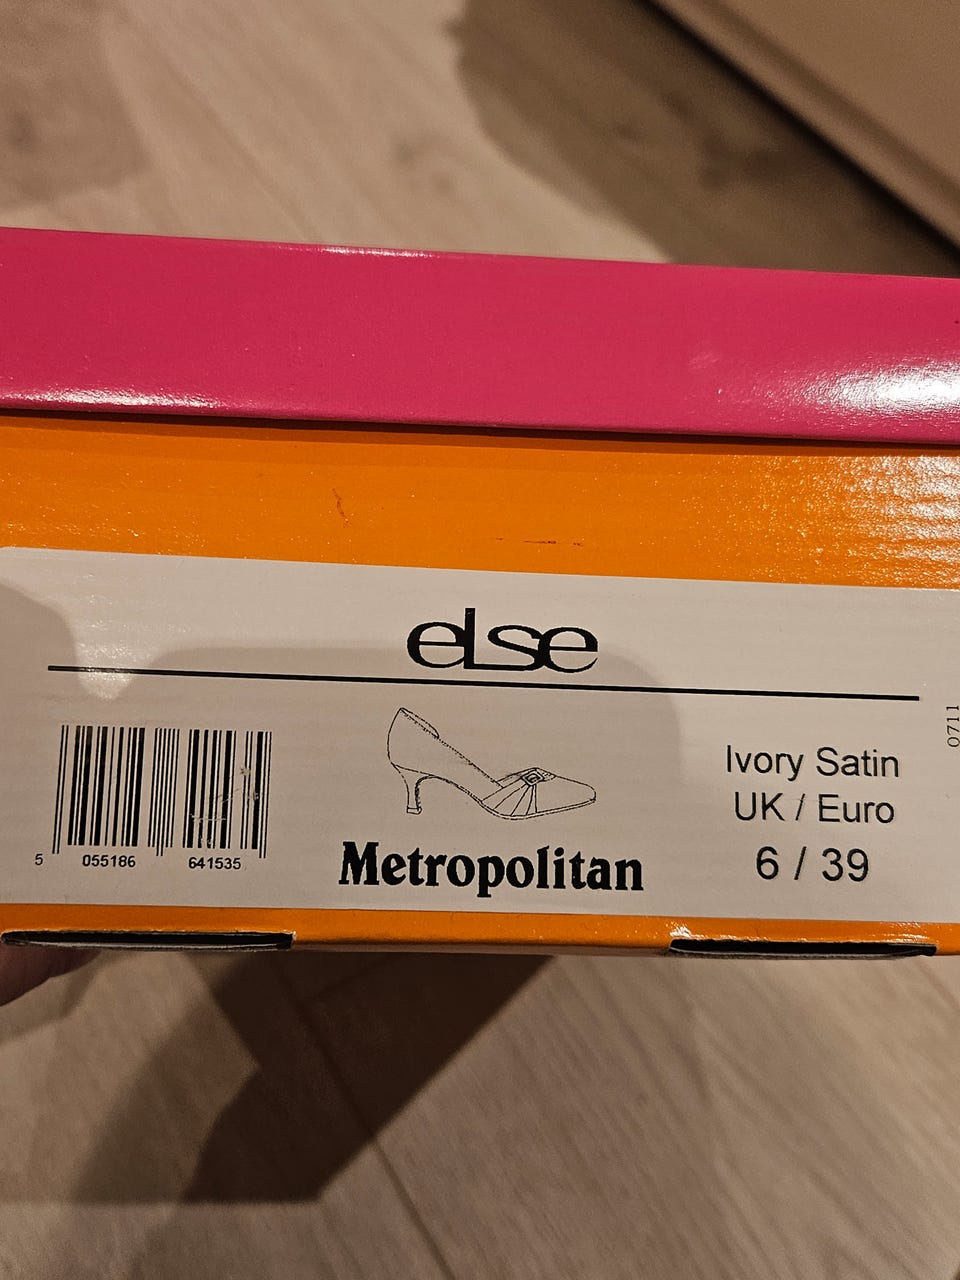 eLse
0711
Ivory Satin
UK / Euro
6 / 39
5 055186 641535
Metropolitan